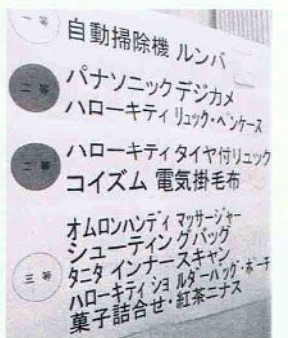 一等
自動掃除機 ルンバ
二等
パナソニックデジカメ
ハローキティ リュック・ペンケース
二等
ハローキティタイヤ付リュック
コイズム 電気掛毛布
三等
オムロンハンディ マッサージャー
シューティングバッグ
タニタ インナースキャン
ハローキティ ショルダーバッグ・ポーチ
菓子詰合せ・紅茶ニナス